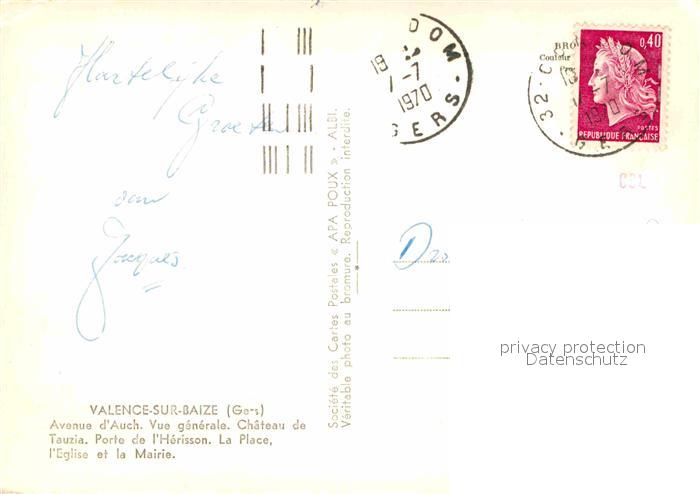 Hartelijke
Groeten
van
Jacques
VALENCE-SUR-BAIZE (Gers)
Avenue d'Auch. Vue générale. Château de
Tauzia. Porte de l'Hérisson. La Place,
l'Eglise et la Mairie.
Société des Cartes Postales « APA POUX » - ALBI.
Véritable photo au bromure. Reproduction interdite.
DOM
19
1-7
1970
GERS
0,40
POSTES
REPUBLIQUE FRANÇAISE
32
1970
privacy protection
Datenschutz